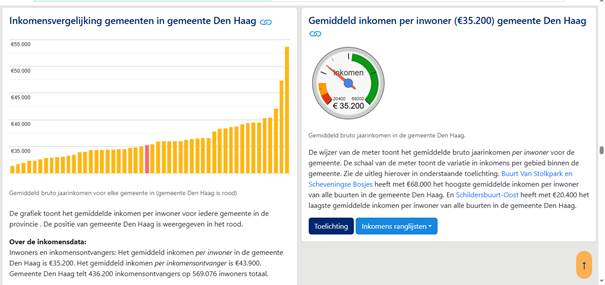 Inkomensvergelijking gemeenten in gemeente Den Haag
€55.000
€50.000
€45.000
€40.000
€35.000
Gemiddeld bruto jaarinkomen voor elke gemeente in (gemeente Den Haag is rood)
De grafiek toont het gemiddelde inkomen per inwoner voor iedere gemeente in de
provincie . De positie van gemeente Den Haag is weergegeven in het rood.
Over de inkomensdata:
Inwoners en inkomensontvangers: Het gemiddeld inkomen per inwoner in de gemeente
Den Haag is €35.200. Het gemiddeld inkomen per inkomensontvanger is €43.900.
Gemeente Den Haag telt 436.200 inkomensontvangers op 569.076 inwoners totaal.
Gemiddeld inkomen per inwoner (€35.200) gemeente Den Haag
Inkomen
20400 68000
€ 35.200
Gemiddeld bruto jaarinkomen in de gemeente Den Haag.
De wijzer van de meter toont het gemiddelde bruto jaarinkomen per inwoner voor de
gemeente. De schaal van de meter toont de variatie in inkomens per gebied binnen de
gemeente. Zie de uitleg hierover in onderstaande toelichting. Buurt Van Stolkpark en
Scheveningse Bosjes heeft met €68.000 het hoogste gemiddelde inkomen per inwoner
van alle buurten in de gemeente Den Haag. En Schildersbuurt-Oost heeft met €20.400 het
laagste gemiddelde inkomen per inwoner van alle buurten in de gemeente Den Haag.
Toelichting
Inkomens ranglijsten